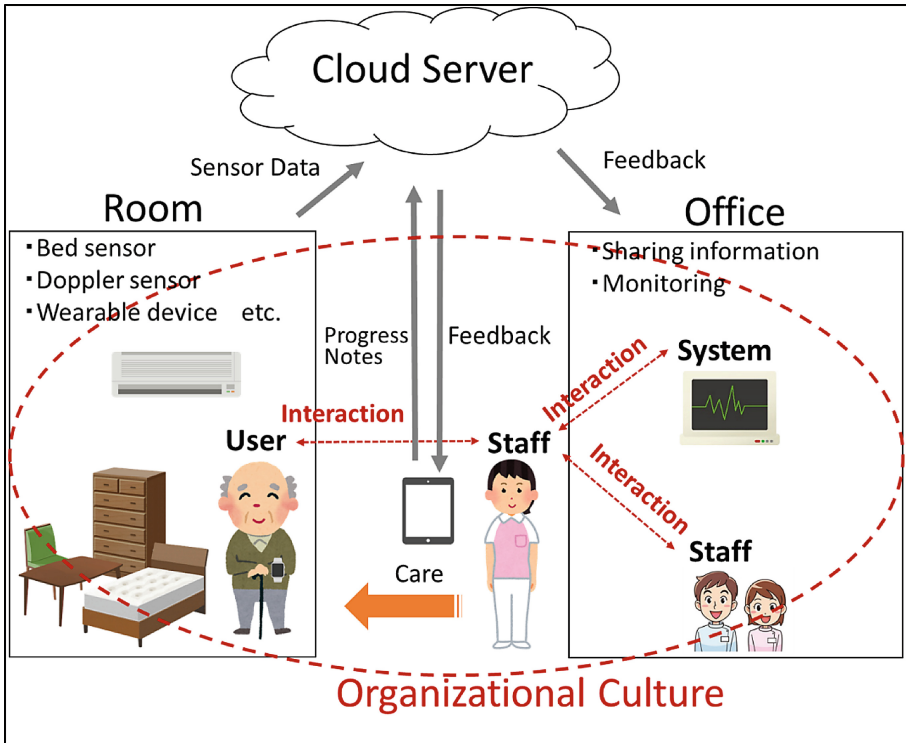 Cloud Server
Sensor Data
Feedback
Room
Office
・Bed sensor
・Doppler sensor
・Wearable device etc.
・Sharing information
・Monitoring
Progress
Notes
Feedback
System
Interaction
Interaction
User
Staff
Interaction
Staff
Care
Organizational Culture